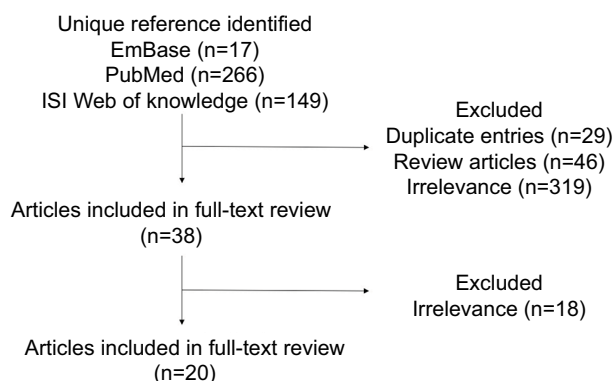 Unique reference identified
EmBase (n=17)
PubMed (n=266)
ISI Web of knowledge (n=149)
Excluded
Duplicate entries (n=29)
Review articles (n=46)
Irrelevance (n=319)
Articles included in full-text review
(n=38)
Excluded
Irrelevance (n=18)
Articles included in full-text review
(n=20)